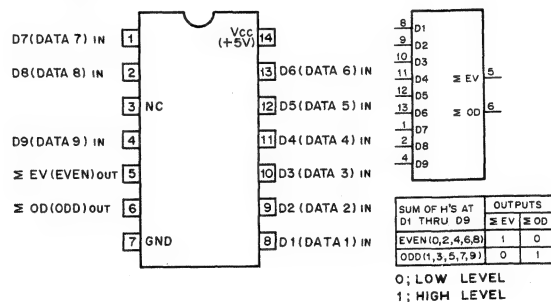 D7(DATA 7) IN 1
D8(DATA 8) IN 2
3 NC
D9(DATA 9) IN 4
Σ EV(EVEN)OUT 5
Σ OD(ODD)OUT 6
7 GND
Vcc
(+5V)
14
13 D6(DATA 6) IN
12 D5(DATA 5) IN
11 D4(DATA 4) IN
10 D3(DATA 3) IN
9 D2(DATA 2) IN
8 D1(DATA1) IN
8 D1
9 D2
10 D3
11 D4
12 D5
13 D6
1 D7
2 D8
4 D9
Σ EV 5
Σ OD 6
SUM OF H'S AT
D1 THRU D9
OUTPUTS
Σ EV Σ OD
EVEN(0,2,4,6,8) 1 0
ODD(1,3,5,7,9) 0 1
0; LOW LEVEL
1; HIGH LEVEL